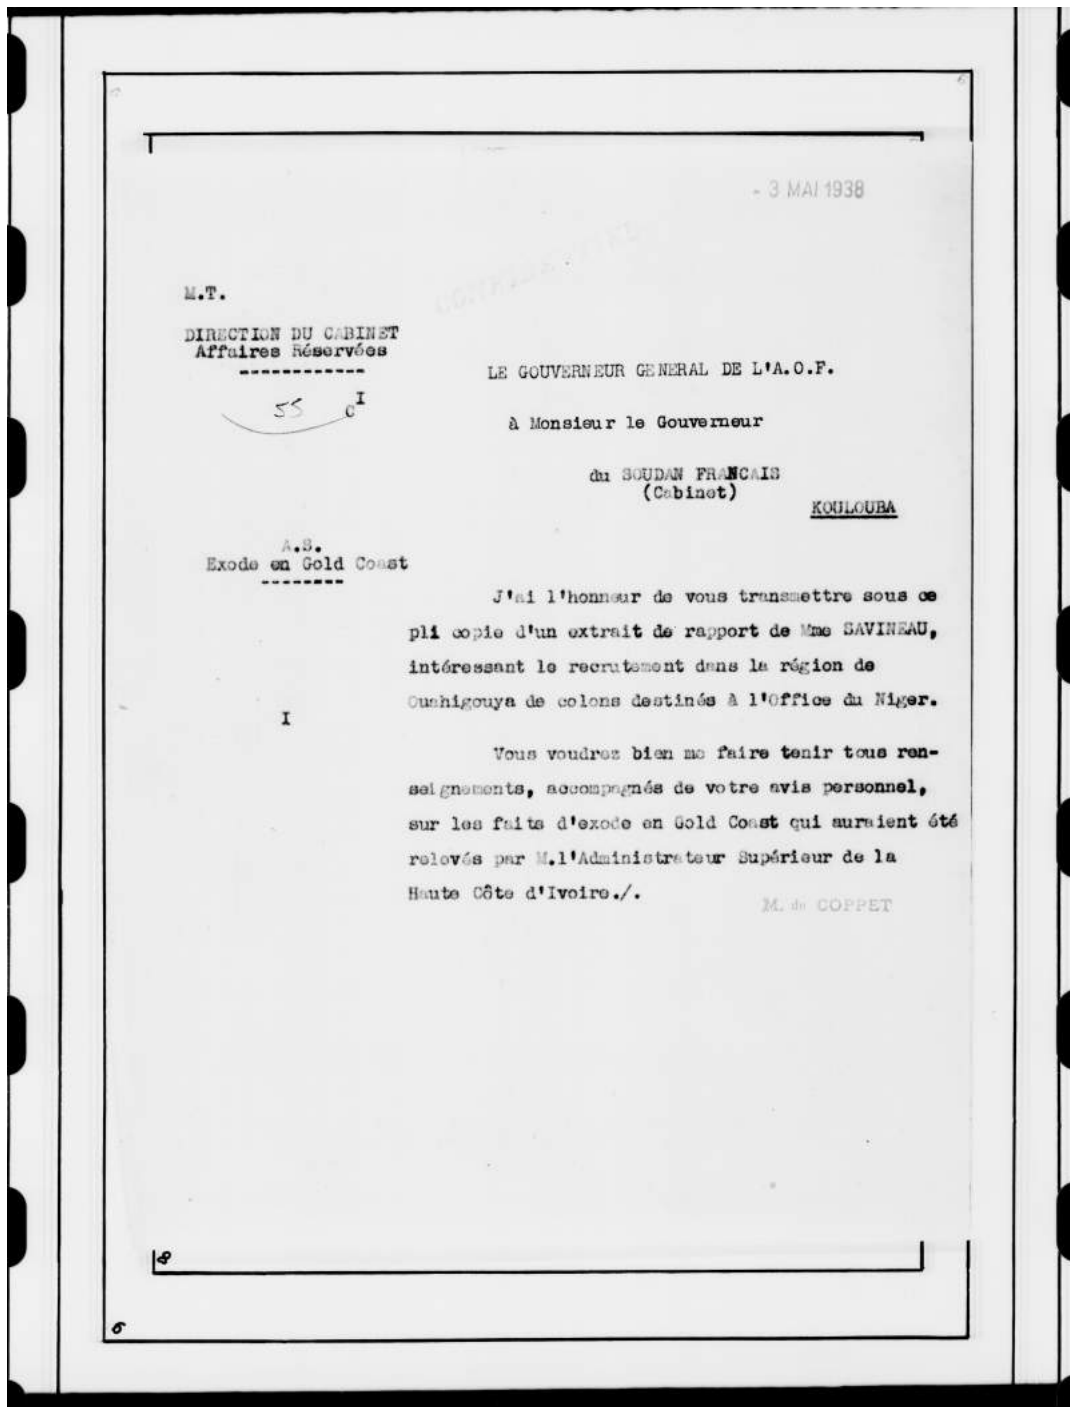 - 3 MAI 1938
CONFIDENTIEL
M.T.
DIRECTION DU CABINET
Affaires Réservées
------------
55 CI
LE GOUVERNEUR GENERAL DE L'A.O.F.
à Monsieur le Gouverneur
du SOUDAN FRANCAIS
(Cabinet)
KOULOUBA
A.S.
Exode en Gold Coast
--------
J'ai l'honneur de vous transmettre sous ce
pli copie d'un extrait de rapport de Mme SAVINEAU,
intéressant le recrutement dans la région de
Ouahigouya de colons destinés à l'Office du Niger.
I
Vous voudrez bien me faire tenir tous ren-
seignements, accompagnés de votre avis personnel,
sur les faits d'exode en Gold Coast qui auraient été
relevés par M.l'Administrateur Supérieur de la
Haute Côte d'Ivoire./.
M. de COPPET
8
6